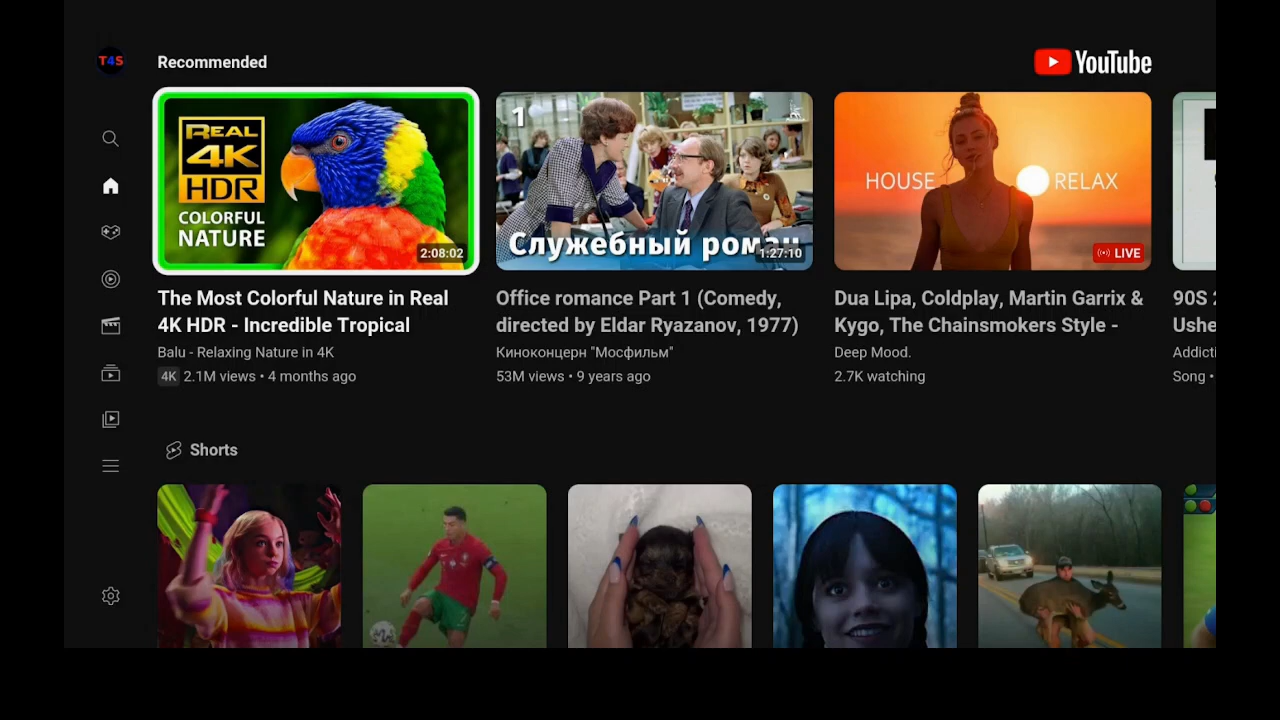 T4S
Recommended
YouTube
REAL
4K
HDR
COLORFUL
NATURE
2:08:02
1
Служебный роман
1:27:10
HOUSE
RELAX
LIVE
The Most Colorful Nature in Real
4K HDR - Incredible Tropical
Balu - Relaxing Nature in 4K
4K 2.1M views • 4 months ago
Office romance Part 1 (Comedy,
directed by Eldar Ryazanov, 1977)
Киноконцерн "Мосфильм"
53M views • 9 years ago
Dua Lipa, Coldplay, Martin Garrix &
Kygo, The Chainsmokers Style -
Deep Mood.
2.7K watching
90S
Ushe
Addicti
Song •
Shorts